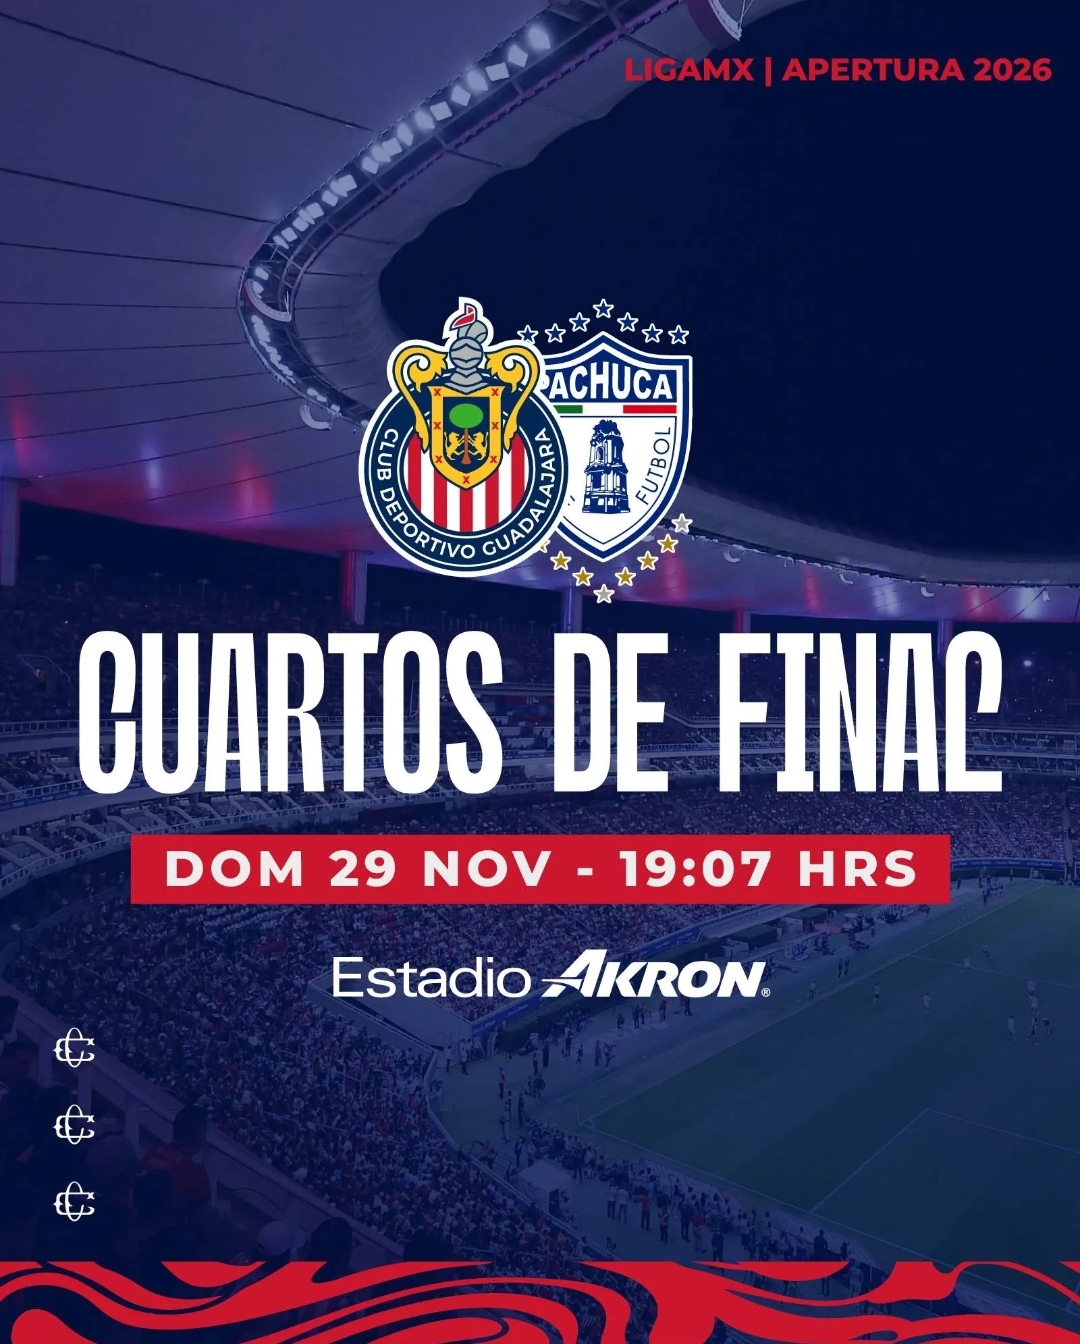 LIGAMX | APERTURA 2026
CLUB DEPORTIVO GUADALAJARA
PACHUCA
FUTBOL
CUARTOS DE FINAL
DOM 29 NOV - 19:07 HRS
Estadio AKRON®